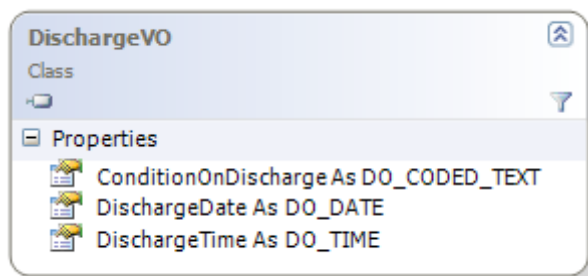 DischargeVO
Class
Properties
ConditionOnDischarge As DO_CODED_TEXT
DischargeDate As DO_DATE
DischargeTime As DO_TIME